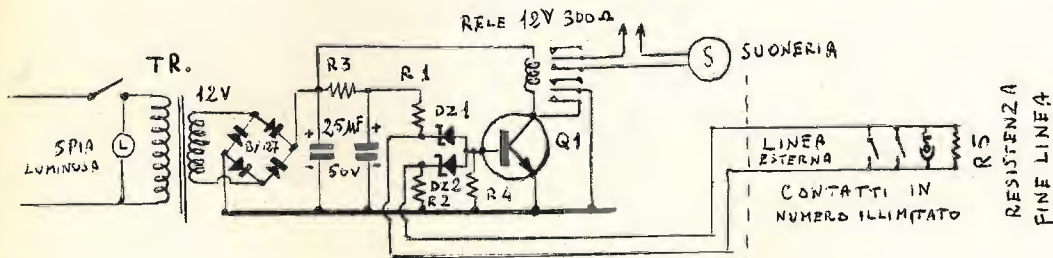 RELE 12V 300Ω
S SUONERIA
TR.
12V
R3
R1
DZ1
Q1
25µF
50V
DZ2
R2
R4
L
SPIA
LUMINOSA
LINEA
ESTERNA
CONTATTI IN
NUMERO ILLIMITATO
R5
RESISTENZA
FINE LINEA